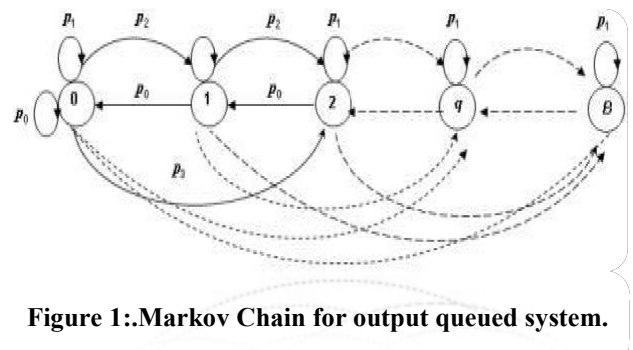 p₁ p₂ p₂ p₁ p₁ p₁
p₀ 0 p₀ 1 p₀ 2 q B
p₃
Figure 1:.Markov Chain for output queued system.